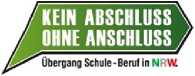 KEIN ABSCHLUSS
OHNE ANSCHLUSS
Übergang Schule-Beruf in NRW.